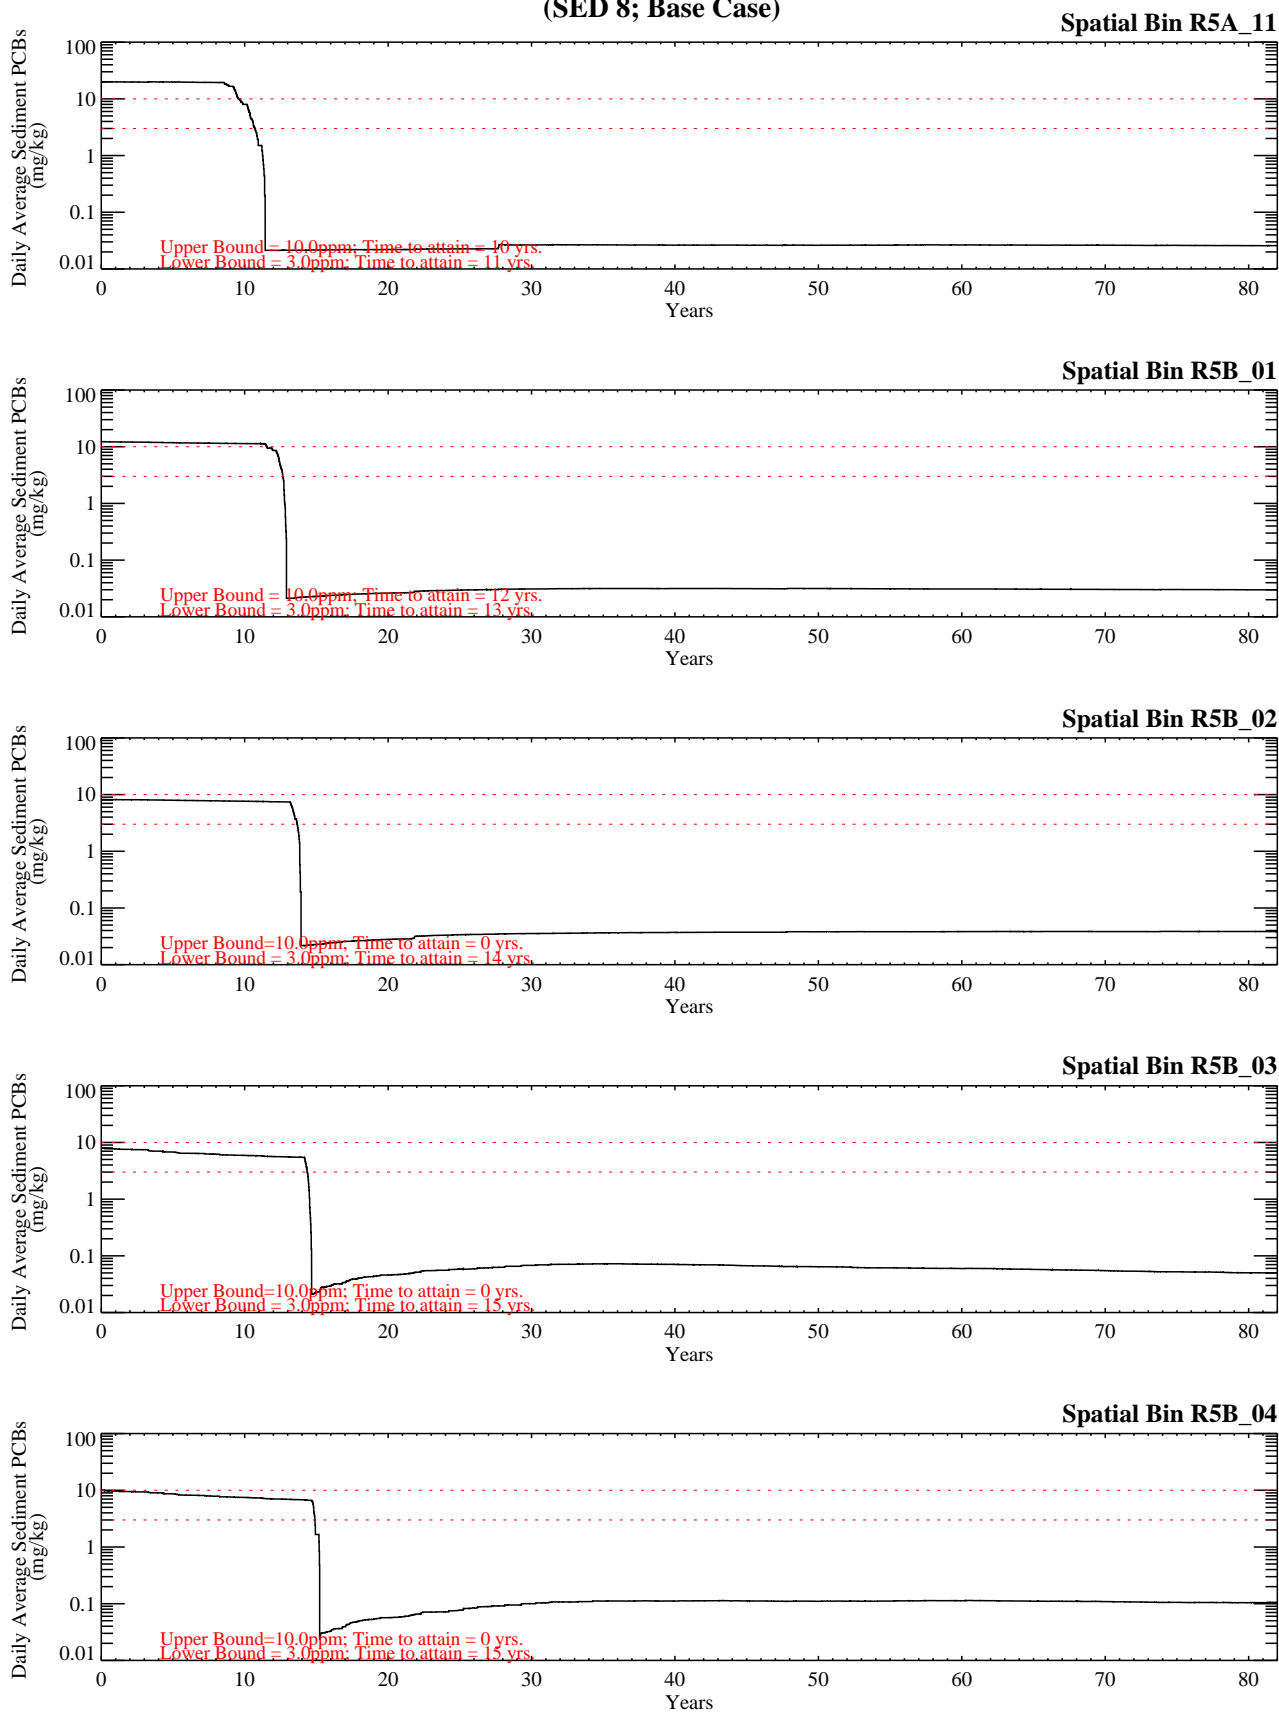 (SED 8; Base Case)
Spatial Bin R5A_11
Daily Average Sediment PCBs
(mg/kg)
100
10
1
0.1
0.01
Upper Bound = 10.0ppm; Time to attain = 10 yrs.
Lower Bound = 3.0ppm; Time to attain = 11 yrs.
0 10 20 30 40 50 60 70 80
Years
Spatial Bin R5B_01
Daily Average Sediment PCBs
(mg/kg)
100
10
1
0.1
0.01
Upper Bound = 10.0ppm; Time to attain = 12 yrs.
Lower Bound = 3.0ppm; Time to attain = 13 yrs.
0 10 20 30 40 50 60 70 80
Years
Spatial Bin R5B_02
Daily Average Sediment PCBs
(mg/kg)
100
10
1
0.1
0.01
Upper Bound=10.0ppm; Time to attain = 0 yrs.
Lower Bound = 3.0ppm; Time to attain = 14 yrs.
0 10 20 30 40 50 60 70 80
Years
Spatial Bin R5B_03
Daily Average Sediment PCBs
(mg/kg)
100
10
1
0.1
0.01
Upper Bound=10.0ppm; Time to attain = 0 yrs.
Lower Bound = 3.0ppm; Time to attain = 15 yrs.
0 10 20 30 40 50 60 70 80
Years
Spatial Bin R5B_04
Daily Average Sediment PCBs
(mg/kg)
100
10
1
0.1
0.01
Upper Bound=10.0ppm; Time to attain = 0 yrs.
Lower Bound = 3.0ppm; Time to attain = 15 yrs.
0 10 20 30 40 50 60 70 80
Years